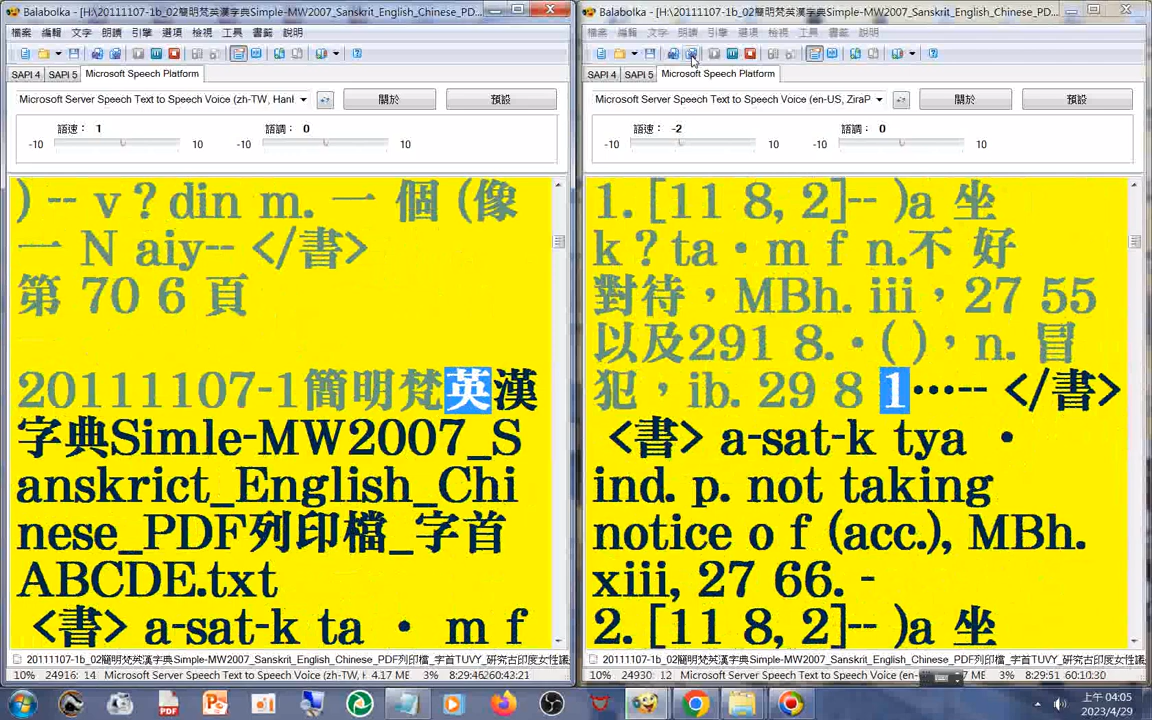 Balabolka - [H:\20111107-1b_02簡明梵英漢字典Simple-MW2007_Sanskrit_English_Chinese_PD...
檔案 編輯 文字 朗讀 引擎 選項 檢視 工具 書籤 說明
SAPI 4 SAPI 5 Microsoft Speech Platform
Microsoft Server Speech Text to Speech Voice (zh-TW, Hanl
關於 預設
語速： 1 語調： 0
-10 10 -10 10
) -- v ? din m. 一 個 (像
一 N aiy-- </書>
第 70 6 頁
20111107-1簡明梵英漢
字典Simle-MW2007_S
anskrict_English_Chi
nese_PDF列印檔_字首
ABCDE.txt
<書> a-sat-k ta ・ m f
20111107-1b_02簡明梵英漢字典Simple-MW2007_Sanskrit_English_Chinese_PDF列印檔_字首TUVY_研究古印度女性議
10% 24916: 14 Microsoft Server Speech Text to Speech Voice (zh-TW, H 4.17 MB 3% 8:29:46 260:43:21
Balabolka - [H:\20111107-1b_02簡明梵英漢字典Simple-MW2007_Sanskrit_English_Chinese_PD...
檔案 編輯 文字 朗讀 引擎 選項 檢視 工具 書籤 說明
SAPI 4 SAPI 5 Microsoft Speech Platform
Microsoft Server Speech Text to Speech Voice (en-US, ZiraP
關於 預設
語速： -2 語調： 0
-10 10 -10 10
1. [11 8, 2]-- )a 坐
k ? ta・m f n.不 好
對待，MBh. iii，27 55
以及291 8.・( )，n. 冒
犯，ib. 29 8 1…-- </書>
<書> a-sat-k tya ・
ind. p. not taking
notice o f (acc.), MBh.
xiii, 27 66. -
2. [11 8, 2]-- )a 坐
20111107-1b_02簡明梵英漢字典Simple-MW2007_Sanskrit_English_Chinese_PDF列印檔_字首TUVY_研究古印度女性議
10% 24930: 12 Microsoft Server Speech Text to Speech Voice 3% 8:29:51 60:10:30
上午 04:05
2023/4/29